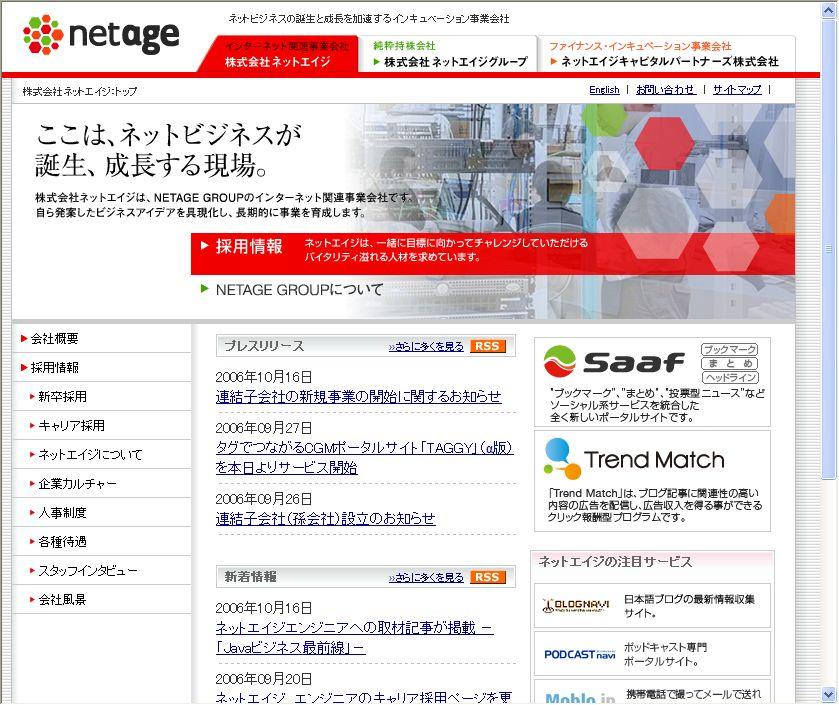 netage
ネットビジネスの誕生と成長を加速するインキュベーション事業会社
インターネット関連事業会社
株式会社ネットエイジ
純粋持株会社
株式会社ネットエイジグループ
ファイナンス・インキュベーション事業会社
ネットエイジキャピタルパートナーズ株式会社
株式会社ネットエイジ:トップ
English | お問い合わせ | サイトマップ |
ここは、ネットビジネスが
誕生、成長する現場。
株式会社ネットエイジは、NETAGE GROUPのインターネット関連事業会社です。
自ら発案したビジネスアイデアを具現化し、長期的に事業を育成します。
採用情報
ネットエイジは、一緒に目標に向かってチャレンジしていただける
バイタリティ溢れる人材を求めています。
NETAGE GROUPについて
会社概要
採用情報
新卒採用
キャリア採用
ネットエイジについて
企業カルチャー
人事制度
各種待遇
スタッフインタビュー
会社風景
プレスリリース
»さらに多くを見る RSS
2006年10月16日
連結子会社の新規事業の開始に関するお知らせ
2006年09月27日
タグでつながるCGMポータルサイト「TAGGY」（α版）
を本日よりサービス開始
2006年09月26日
連結子会社（孫会社）設立のお知らせ
新着情報
»さらに多くを見る RSS
2006年10月16日
ネットエイジエンジニアへの取材記事が掲載 －
「Javaビジネス最前線」－
2006年09月20日
ネットエイジ エンジニアのキャリア採用ページを更
Saaf
ブックマーク
まとめ
ヘッドライン
"ブックマーク"、"まとめ"、"投票型ニュース"など
ソーシャル系サービスを統合した
全く新しいポータルサイトです。
Trend Match
「Trend Match」は、ブログ記事に関連性の高い
内容の広告を配信し、広告収入を得る事ができる
クリック報酬型プログラムです。
ネットエイジの注目サービス
BLOGNAVI
日本語ブログの最新情報収集
サイト。
PODCAST navi
ポッドキャスト専門
ポータルサイト。
Moblo.jp
携帯電話で撮ってメールで送れ